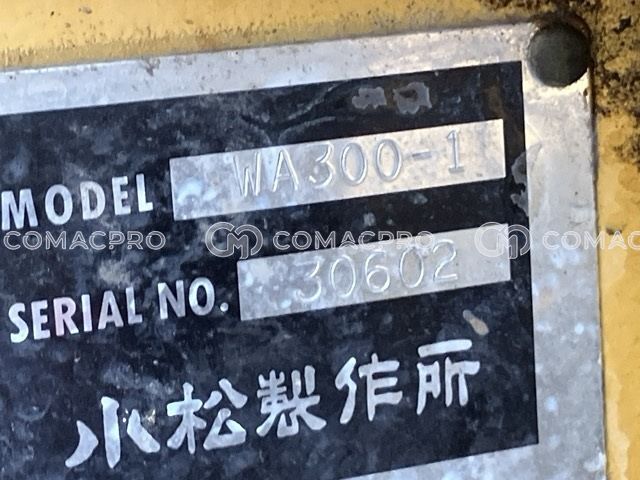 MODEL WA300-1
COMACPRO COMACPRO COMAC
SERIAL NO. 30602
小松製作所